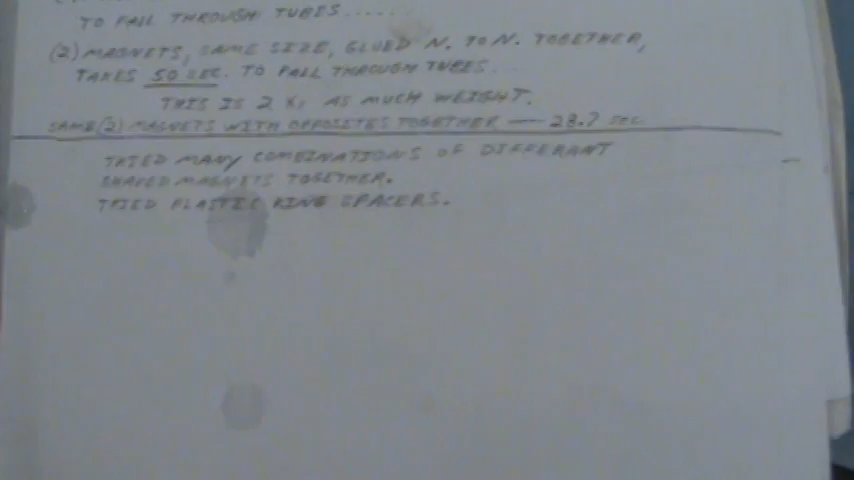 TO FALL THROUGH TUBES.....
(2) MAGNETS, SAME SIZE, GLUED N. TO N. TOGETHER,
TAKES 50 SEC. TO FALL THROUGH TUBES...
THIS IS 2 Xs AS MUCH WEIGHT.
SAME (2) MAGNETS WITH OPPOSITES TOGETHER — 23.7 SEC.
TRIED MANY COMBINATIONS OF DIFFERANT
SHAPED MAGNETS TOGETHER.
TRIED PLASTIC RING SPACERS.